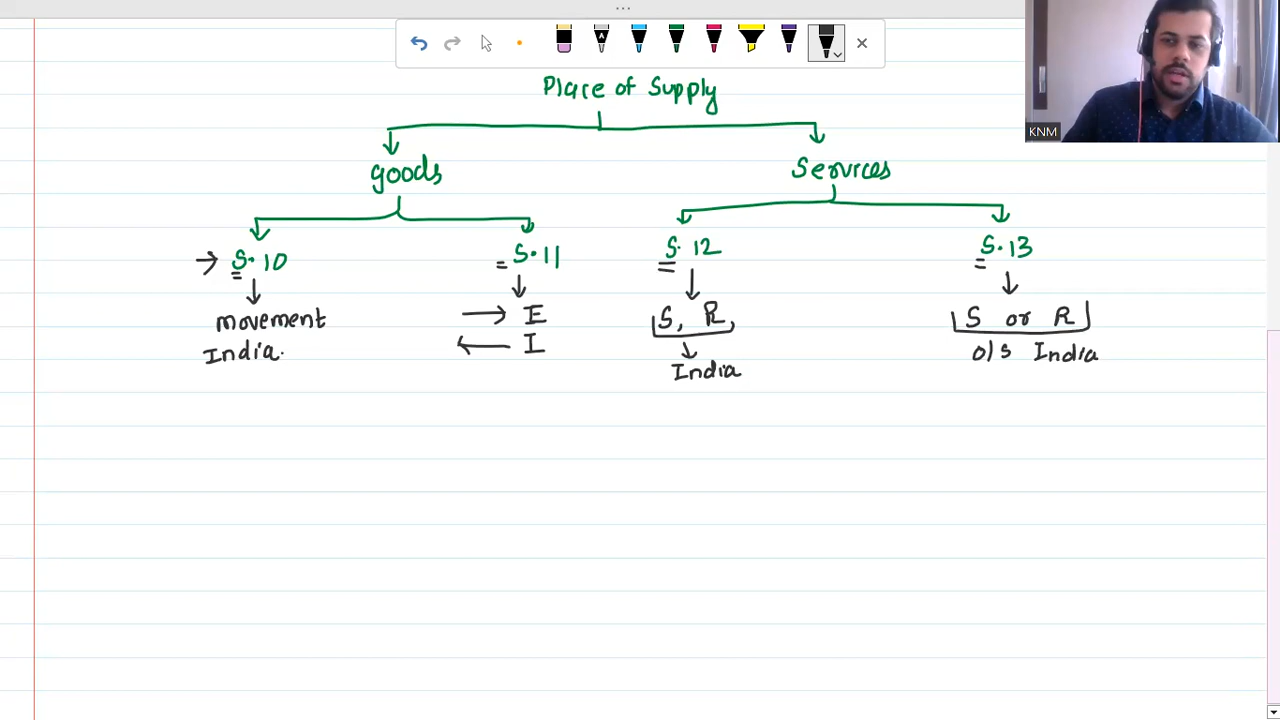 Place of Supply
KNM
goods
Services
→ S. 10
S. 11
S. 12
S. 13
movement
India.
→ E
← I
S, R
India
S or R
o/s India